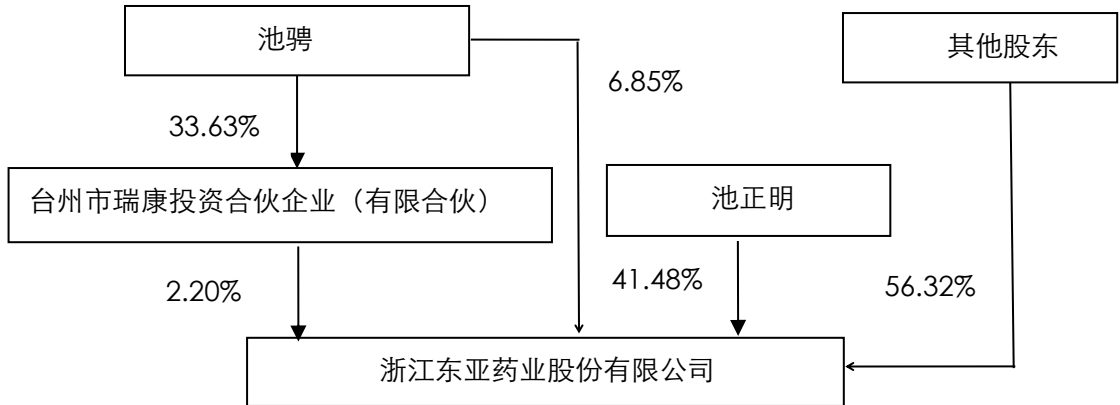 池骋
其他股东
6.85%
33.63%
台州市瑞康投资合伙企业（有限合伙）
池正明
2.20%
41.48%
56.32%
浙江东亚药业股份有限公司